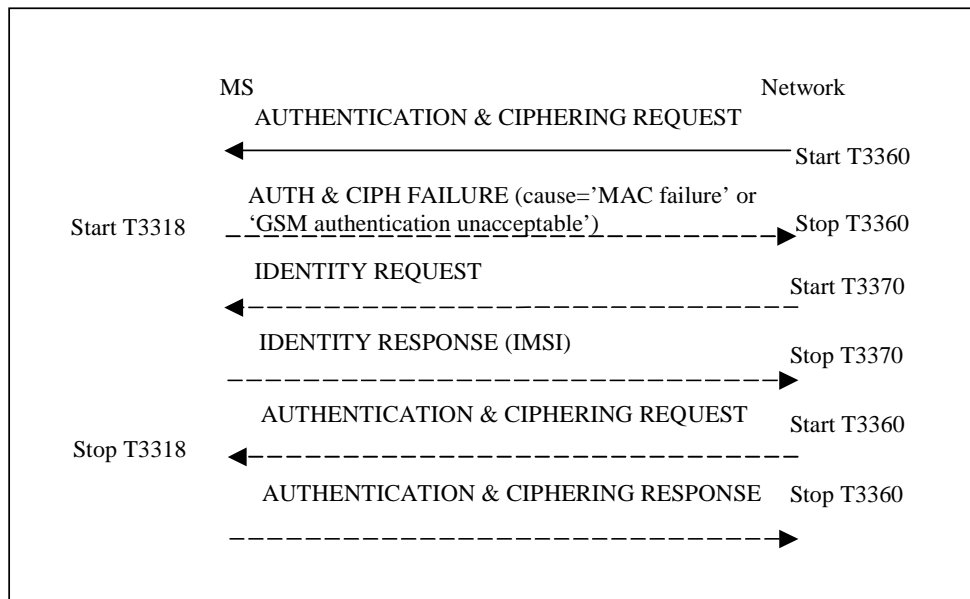 MS Network
AUTHENTICATION & CIPHERING REQUEST
Start T3360
AUTH & CIPH FAILURE (cause=’MAC failure’ or
‘GSM authentication unacceptable’)
Start T3318
Stop T3360
IDENTITY REQUEST
Start T3370
IDENTITY RESPONSE (IMSI)
Stop T3370
AUTHENTICATION & CIPHERING REQUEST
Start T3360
Stop T3318
AUTHENTICATION & CIPHERING RESPONSE
Stop T3360